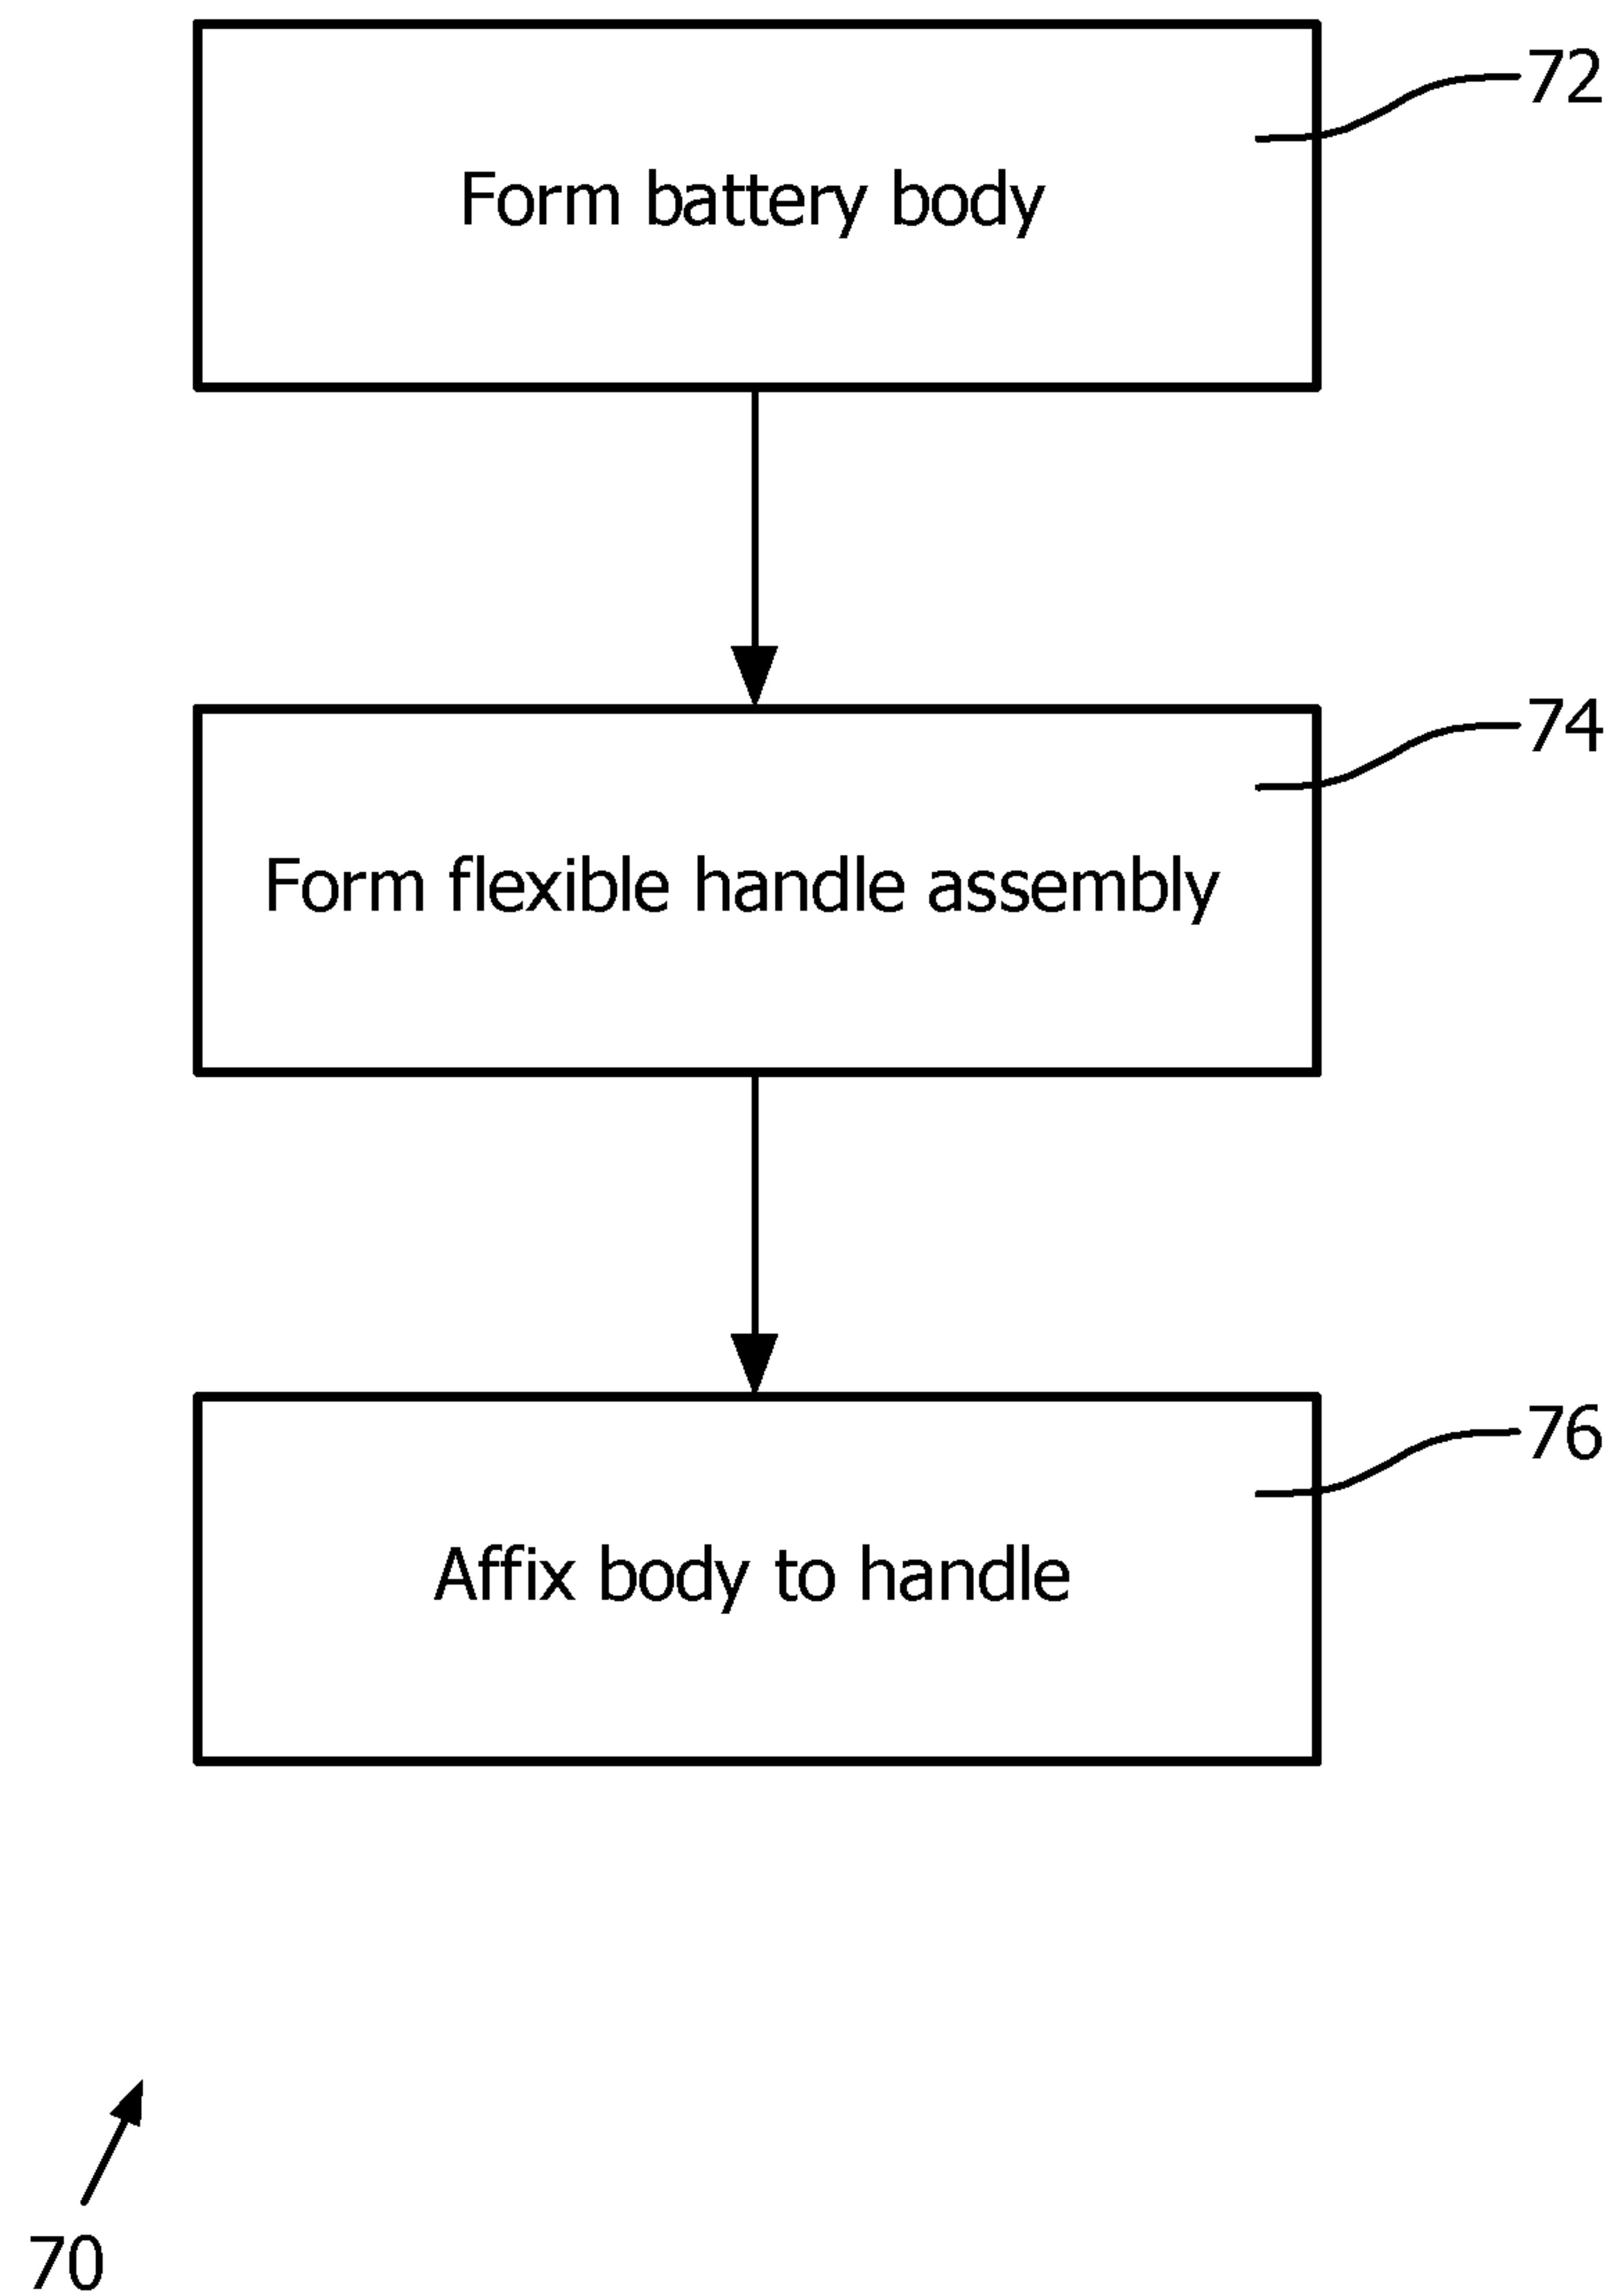 72
Form battery body
74
Form flexible handle assembly
76
Affix body to handle
70